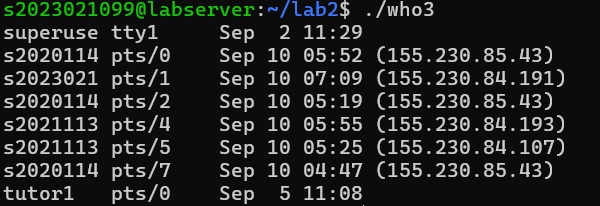 s2023021099@labserver:~/lab2$ ./who3
superuse tty1     Sep  2 11:29
s2020114 pts/0    Sep 10 05:52 (155.230.85.43)
s2023021 pts/1    Sep 10 07:09 (155.230.84.191)
s2020114 pts/2    Sep 10 05:19 (155.230.85.43)
s2021113 pts/4    Sep 10 05:55 (155.230.84.193)
s2021113 pts/5    Sep 10 05:25 (155.230.84.107)
s2020114 pts/7    Sep 10 04:47 (155.230.85.43)
tutor1   pts/0    Sep  5 11:08